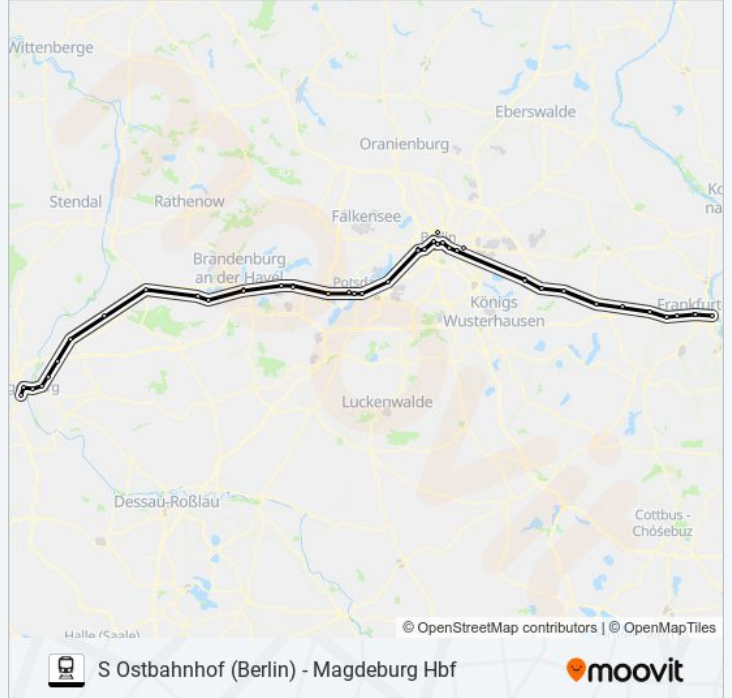 Wittenberge
Eberswalde
Oranienburg
Stendal
Rathenow
Falkensee
Brandenburg
an der Havel
Potsda
Königs
Wusterhausen
Frankfurt
Luckenwalde
Dessau-Roßlau
Cottbus -
Chóśebuz
Halle (Saale)
© OpenStreetMap contributors | © OpenMapTiles
S Ostbahnhof (Berlin) - Magdeburg Hbf
moovit